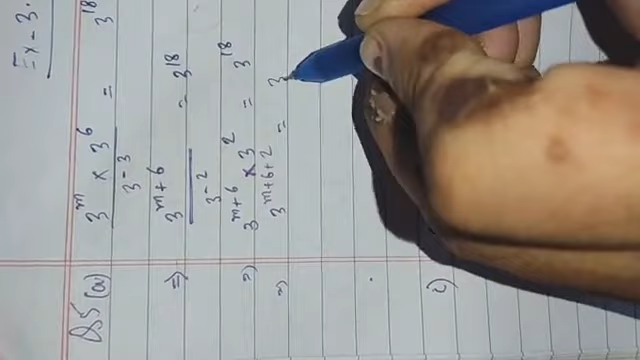 Ex-3.
Q5 (a) 3^m × 3^6 / 3^-3 = 3^18
=) 3^m+6 / 3^-2 = 3^18
=) 3^m+6 × 3^2 = 3^18
=) 3^m+6+2 = 3